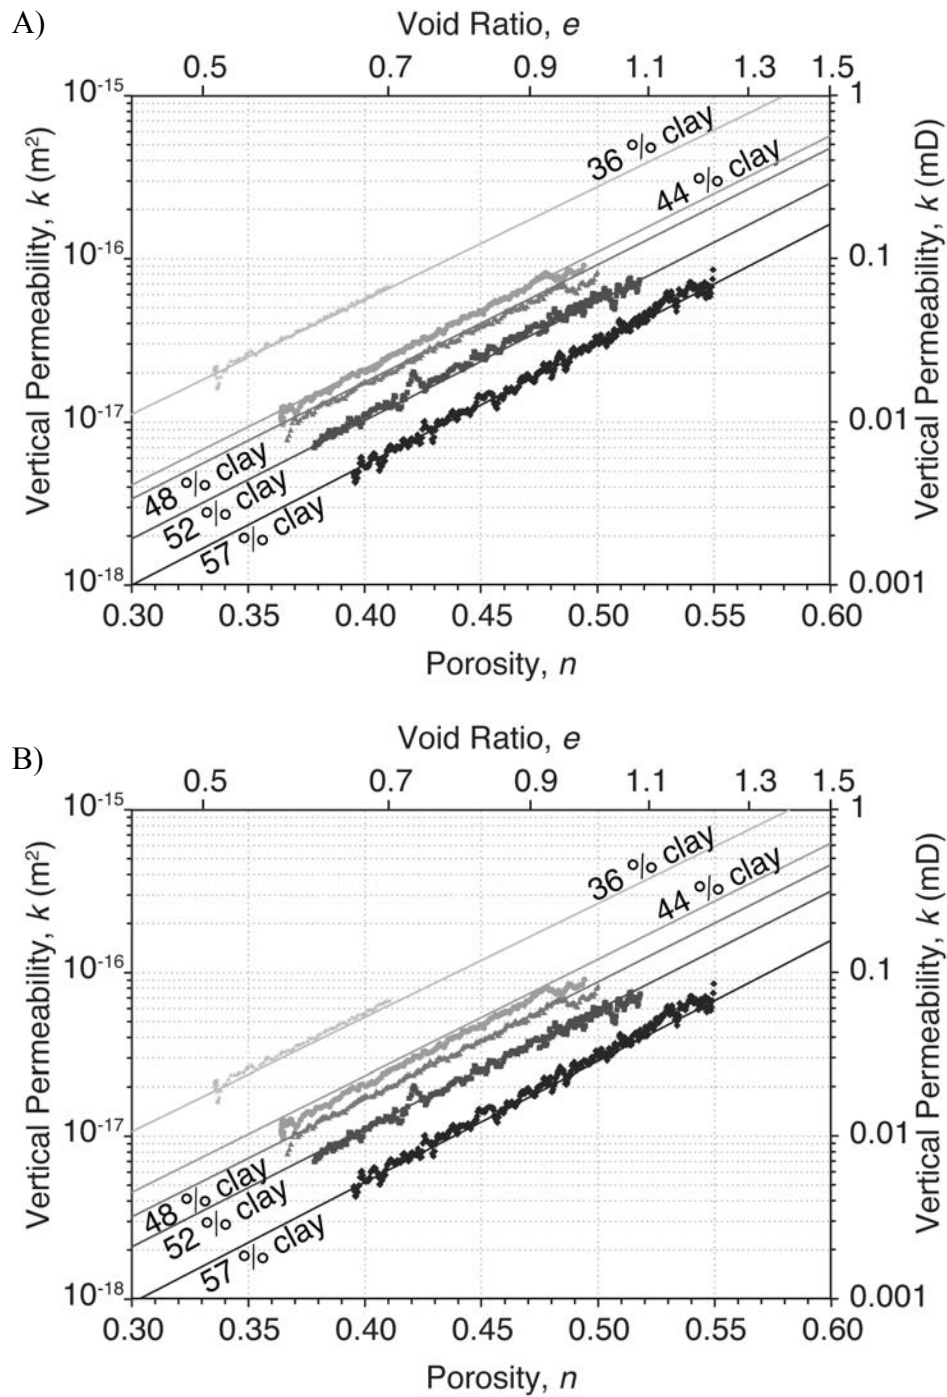 A)
Void Ratio, e
0.5 0.7 0.9 1.1 1.3 1.5
10-15
10-16
10-17
10-18
Vertical Permeability, k (m2)
36 % clay
44 % clay
48 % clay
52 % clay
57 % clay
1
0.1
0.01
0.001
Vertical Permeability, k (mD)
0.30 0.35 0.40 0.45 0.50 0.55 0.60
Porosity, n
B)
Void Ratio, e
0.5 0.7 0.9 1.1 1.3 1.5
10-15
10-16
10-17
10-18
Vertical Permeability, k (m2)
36 % clay
44 % clay
48 % clay
52 % clay
57 % clay
1
0.1
0.01
0.001
Vertical Permeability, k (mD)
0.30 0.35 0.40 0.45 0.50 0.55 0.60
Porosity, n